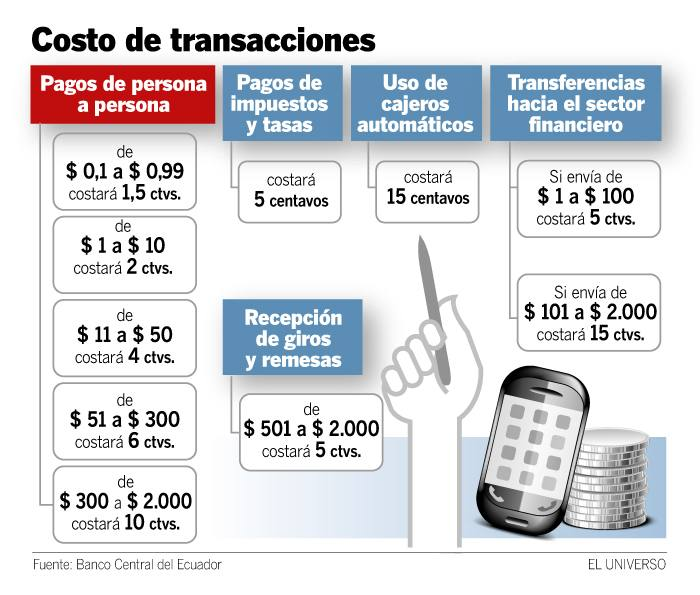 Costo de transacciones
Pagos de persona
a persona
de
$ 0,1 a $ 0,99
costará 1,5 ctvs.
de
$ 1 a $ 10
costará 2 ctvs.
de
$ 11 a $ 50
costará 4 ctvs.
de
$ 51 a $ 300
costará 6 ctvs.
de
$ 300 a $ 2.000
costará 10 ctvs.
Pagos de
impuestos
y tasas
costará
5 centavos
Uso de
cajeros
automáticos
costará
15 centavos
Transferencias
hacia el sector
financiero
Si envía de
$ 1 a $ 100
costará 5 ctvs.
Si envía de
$ 101 a $ 2.000
costará 15 ctvs.
Recepción
de giros
y remesas
de
$ 501 a $ 2.000
costará 5 ctvs.
Fuente: Banco Central del Ecuador
EL UNIVERSO